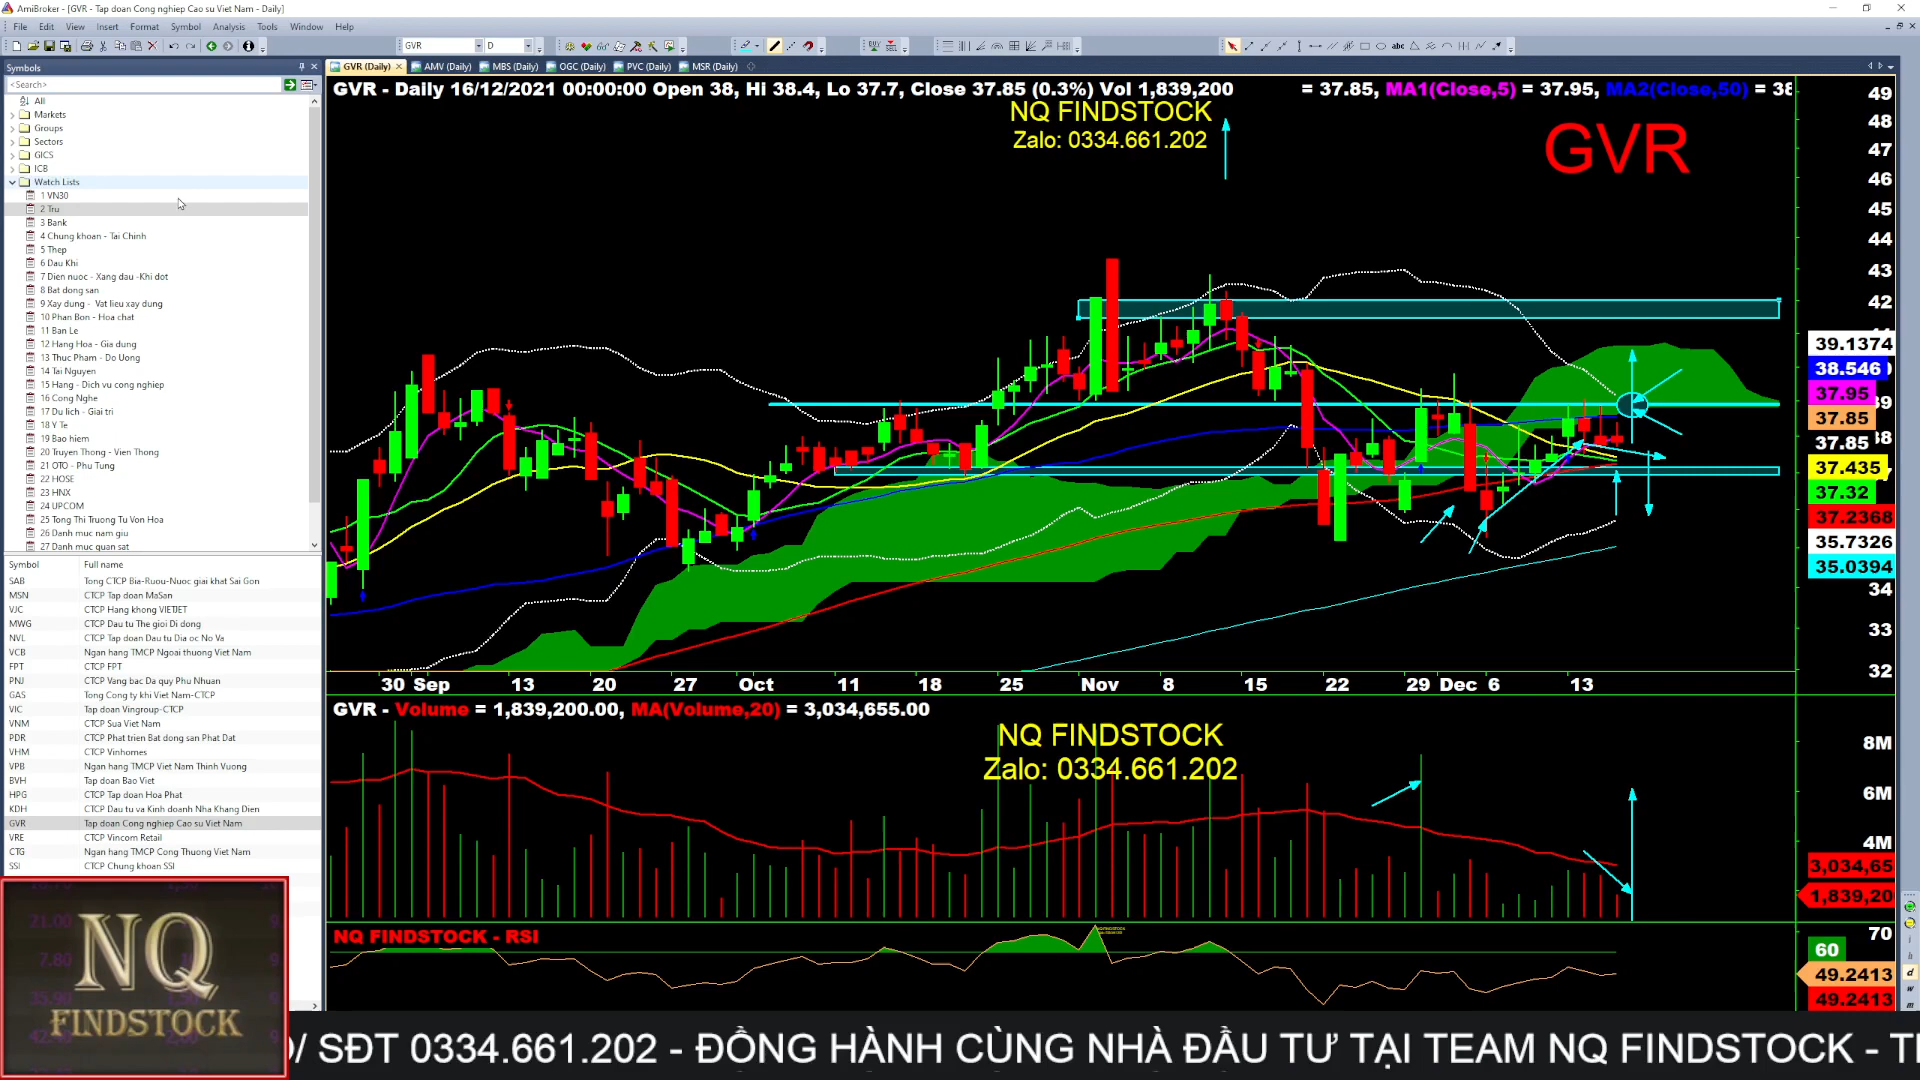 AmiBroker - [GVR - Tap doan Cong nghiep Cao su Viet Nam - Daily]
File Edit View Insert Format Symbol Analysis Tools Window Help
GVR D
Symbols
GVR (Daily) AMV (Daily) MBS (Daily) OGC (Daily) PVC (Daily) MSR (Daily)
<Search>
All
Markets
Groups
Sectors
GICS
ICB
Watch Lists
1 VN30
2 Tru
3 Bank
4 Chung khoan - Tai Chinh
5 Thep
6 Dau Khi
7 Dien nuoc - Xang dau -Khi dot
8 Bat dong san
9 Xay dung - Vat lieu xay dung
10 Phan Bon - Hoa chat
11 Ban Le
12 Hang Hoa - Gia dung
13 Thuc Pham - Do Uong
14 Tai Nguyen
15 Hang - Dich vu cong nghiep
16 Cong Nghe
17 Du lich - Giai tri
18 Y Te
19 Bao hiem
20 Truyen Thong - Vien Thong
21 OTO - Phu Tung
22 HOSE
23 HNX
24 UPCOM
25 Tong Thi Truong Tu Von Hoa
26 Danh muc nam giu
27 Danh muc quan sat
Symbol Full name
SAB Tong CTCP Bia-Ruou-Nuoc giai khat Sai Gon
MSN CTCP Tap doan MaSan
VJC CTCP Hang khong VIETJET
MWG CTCP Dau tu The gioi Di dong
NVL CTCP Tap doan Dau tu Dia oc No Va
VCB Ngan hang TMCP Ngoai thuong Viet Nam
FPT CTCP FPT
PNJ CTCP Vang bac Da quy Phu Nhuan
GAS Tong Cong ty khi Viet Nam-CTCP
VIC Tap doan Vingroup-CTCP
VNM CTCP Sua Viet Nam
PDR CTCP Phat trien Bat dong san Phat Dat
VHM CTCP Vinhomes
VPB Ngan hang TMCP Viet Nam Thinh Vuong
BVH Tap doan Bao Viet
HPG CTCP Tap doan Hoa Phat
KDH CTCP Dau tu va Kinh doanh Nha Khang Dien
GVR Tap doan Cong nghiep Cao su Viet Nam
VRE CTCP Vincom Retail
CTG Ngan hang TMCP Cong Thuong Viet Nam
SSI CTCP Chung khoan SSI
GVR - Daily 16/12/2021 00:00:00 Open 38, Hi 38.4, Lo 37.7, Close 37.85 (0.3%) Vol 1,839,200 = 37.85, MA1(Close,5) = 37.95, MA2(Close,50) = 38
NQ FINDSTOCK
Zalo: 0334.661.202
GVR
49
48
47
46
45
44
43
42
39.1374
38.546
37.95
37.85
37.85 38
37.435
37.32
37.2368
35.7326
35.0394
34
33
32
30 Sep 13 20 27 Oct 11 18 25 Nov 8 15 22 29 Dec 6 13
GVR - Volume = 1,839,200.00, MA(Volume,20) = 3,034,655.00
NQ FINDSTOCK
Zalo: 0334.661.202
8M
6M
4M
3,034,65
1,839,20
NQ FINDSTOCK - RSI
70
60
49.2413
49.2413
NQ
FINDSTOCK
/ SĐT 0334.661.202 - ĐỒNG HÀNH CÙNG NHÀ ĐẦU TƯ TẠI TEAM NQ FINDSTOCK -